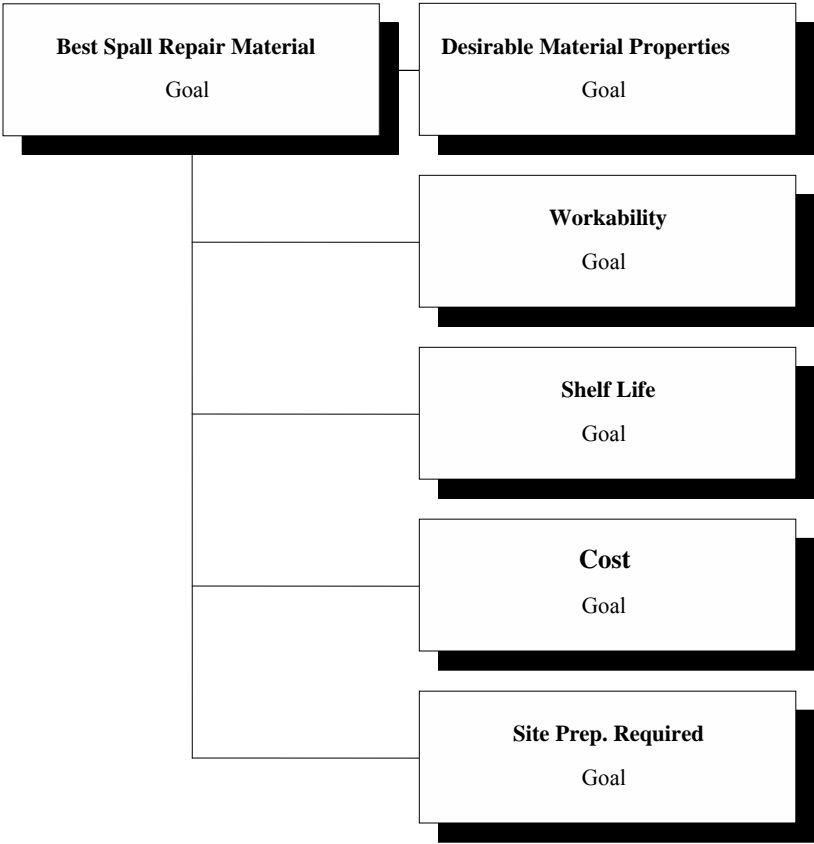 Best Spall Repair Material
Goal
Desirable Material Properties
Goal
Workability
Goal
Shelf Life
Goal
Cost
Goal
Site Prep. Required
Goal